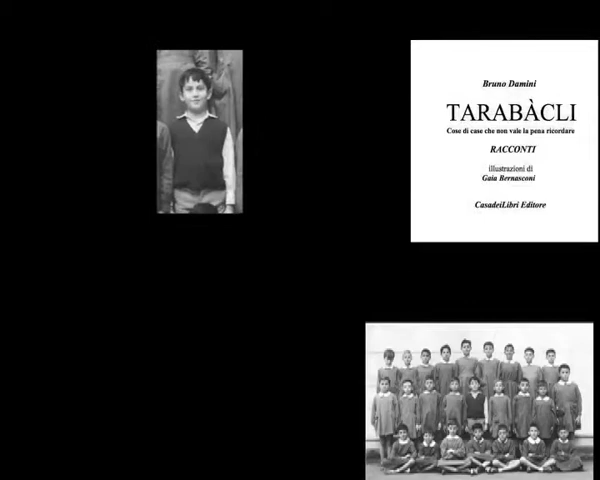 Bruno Damini
TARABÀCLI
Cose di case che non vale la pena ricordare
RACCONTI
illustrazioni di
Gaia Bernasconi
CasadeiLibri Editore